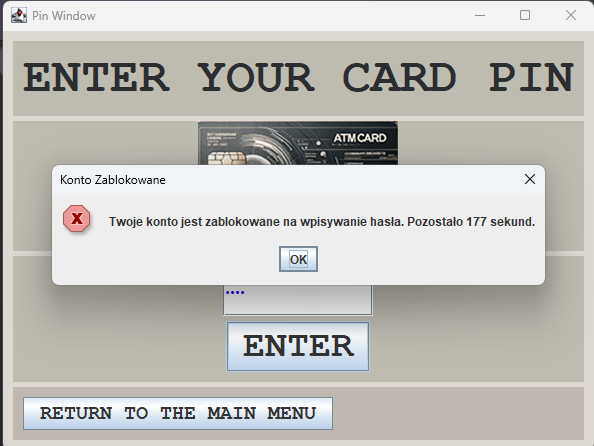 Pin Window
ENTER YOUR CARD PIN
ATM CARD
Konto Zablokowane
Twoje konto jest zablokowane na wpisywanie hasła. Pozostało 177 sekund.
OK
••••
ENTER
RETURN TO THE MAIN MENU